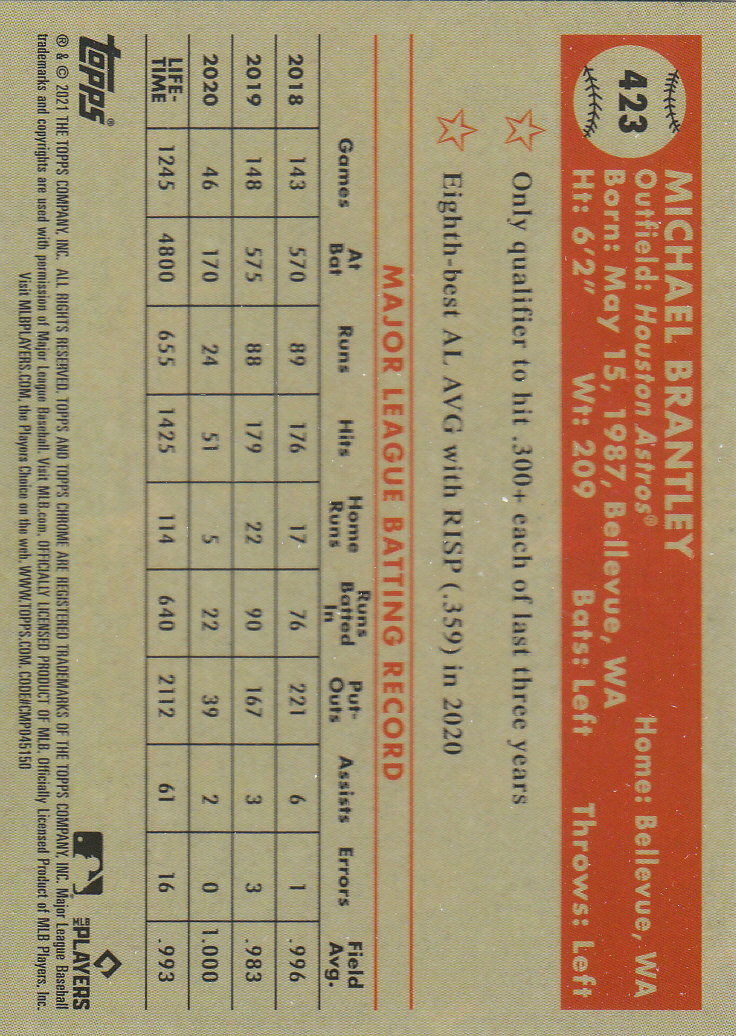 423
MICHAEL BRANTLEY
Outfield: Houston Astros® Home: Bellevue, WA
Born: May 15, 1987, Bellevue, WA
Ht: 6'2" Wt: 209 Bats: Left Throws: Left
Only qualifier to hit .300+ each of last three years
Eighth-best AL AVG with RISP (.359) in 2020
MAJOR LEAGUE BATTING RECORD
Games At Bat Runs Hits Home Runs Runs Batted In Put-Outs Assists Errors Field Avg.
2018 143 570 89 176 17 76 221 6 1 .996
2019 148 575 88 179 22 90 167 3 3 .983
2020 46 170 24 51 5 22 39 2 0 1.000
LIFE-TIME 1245 4800 655 1425 114 640 2112 61 16 .993
topps®
MLB PLAYERS
® & © 2021 THE TOPPS COMPANY, INC. ALL RIGHTS RESERVED. TOPPS AND TOPPS CHROME ARE REGISTERED TRADEMARKS OF THE TOPPS COMPANY, INC. Major League Baseball
trademarks and copyrights are used with permission of Major League Baseball. Visit MLB.com. OFFICIALLY LICENSED PRODUCT OF MLB. Officially Licensed Product of MLB Players, Inc.
Visit MLBPLAYERS.COM, the Players Choice on the web. WWW.TOPPS.COM. CODE#CMP045150